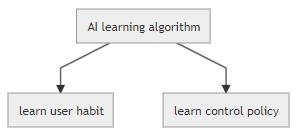 AI learning algorithm
learn user habit
learn control policy